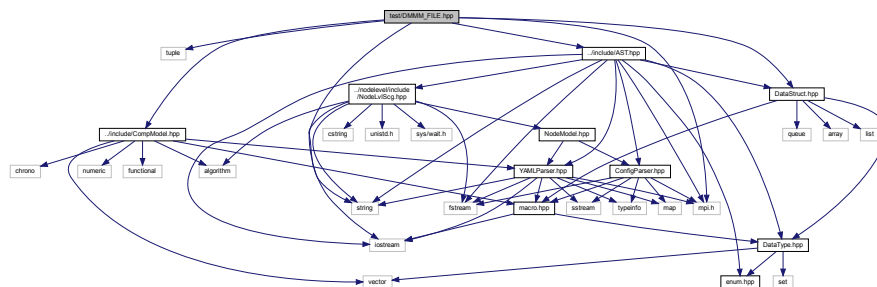 test/DMMM_FILE.hpp
tuple
../include/AST.hpp
../nodelevel/include
/NodeLvlScg.hpp
DataStruct.hpp
../include/CompModel.hpp
cstring
unistd.h
sys/wait.h
NodeModel.hpp
queue
array
list
chrono
numeric
functional
algorithm
YAMLParser.hpp
ConfigParser.hpp
string
fstream
macro.hpp
sstream
typeinfo
map
mpi.h
iostream
DataType.hpp
vector
enum.hpp
set